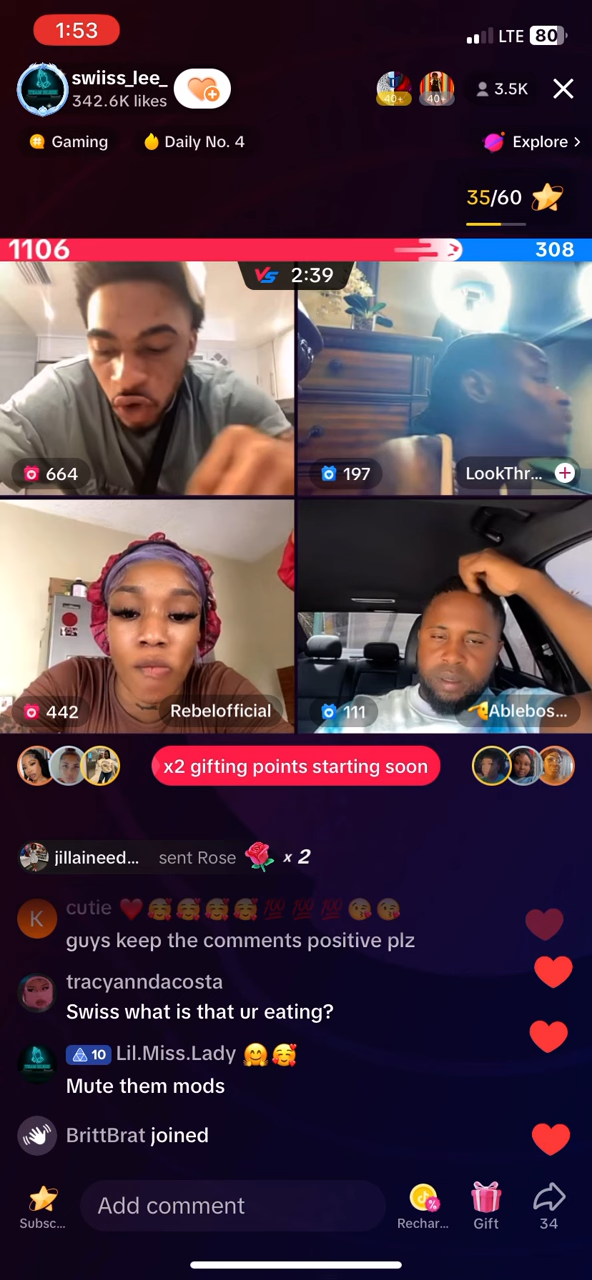 1:53
LTE 80
swiiss_lee_
342.6K likes
40+
40+
3.5K
Gaming
Daily No. 4
Explore >
35/60
1106
308
VS 2:39
664
197
LookThr...
442
Rebelofficial
111
Ablebos...
x2 gifting points starting soon
jillaineed... sent Rose x 2
K
cutie ❤️🥰🥰🥰🥰💯💯💯😘😘
guys keep the comments positive plz
tracyanndacosta
Swiss what is that ur eating?
10 Lil.Miss.Lady 🤗🥰
Mute them mods
BrittBrat joined
Add comment
Subsc...
Rechar...
Gift
34